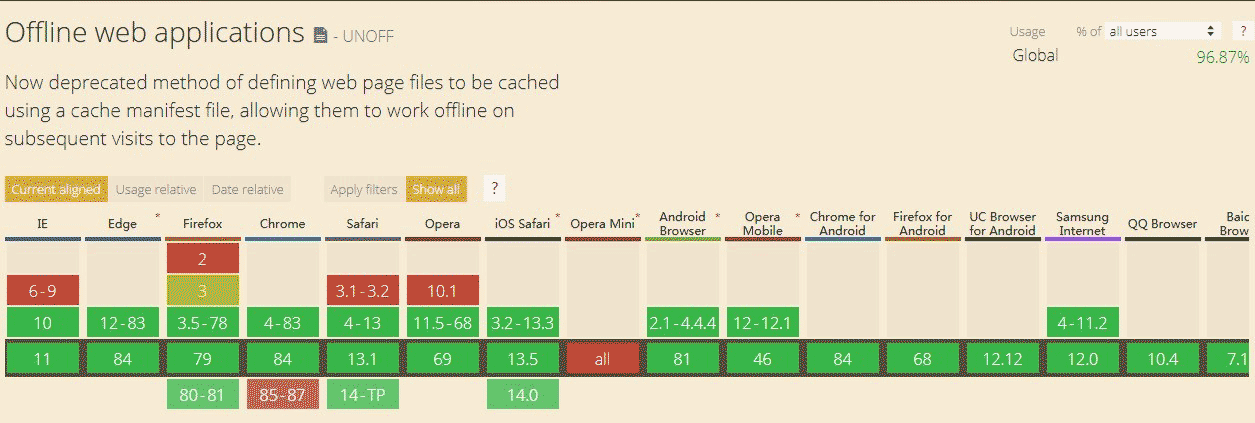 Offline web applications - UNOFF
Usage % of all users ?
Global 96.87%
Now deprecated method of defining web page files to be cached
using a cache manifest file, allowing them to work offline on
subsequent visits to the page.
Current aligned Usage relative Date relative Apply filters Show all ?
IE Edge * Firefox Chrome Safari Opera iOS Safari * Opera Mini * Android Browser * Opera Mobile * Chrome for Android Firefox for Android UC Browser for Android Samsung Internet QQ Browser Baid Brow
2
6-9 3 3.1-3.2 10.1
10 12-83 3.5-78 4-83 4-13 11.5-68 3.2-13.3 2.1-4.4.4 12-12.1 4-11.2
11 84 79 84 13.1 69 13.5 all 81 46 84 68 12.12 12.0 10.4 7.1
80-81 85-87 14-TP 14.0